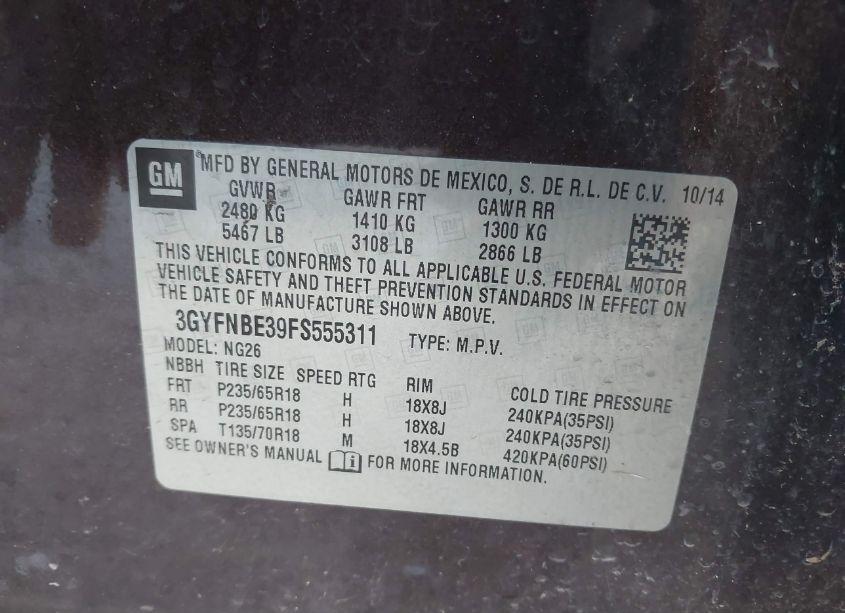 GM
MFD BY GENERAL MOTORS DE MEXICO, S. DE R.L. DE C.V. 10/14
GVWR GAWR FRT GAWR RR
2480 KG 1410 KG 1300 KG
5467 LB 3108 LB 2866 LB
THIS VEHICLE CONFORMS TO ALL APPLICABLE U.S. FEDERAL MOTOR
VEHICLE SAFETY AND THEFT PREVENTION STANDARDS IN EFFECT ON
THE DATE OF MANUFACTURE SHOWN ABOVE.
3GYFNBE39FS555311 TYPE: M.P.V.
MODEL: NG26
NBBH TIRE SIZE SPEED RTG RIM COLD TIRE PRESSURE
FRT P235/65R18 H 18X8J 240KPA(35PSI)
RR P235/65R18 H 18X8J 240KPA(35PSI)
SPA T135/70R18 M 18X4.5B 420KPA(60PSI)
SEE OWNER'S MANUAL FOR MORE INFORMATION.